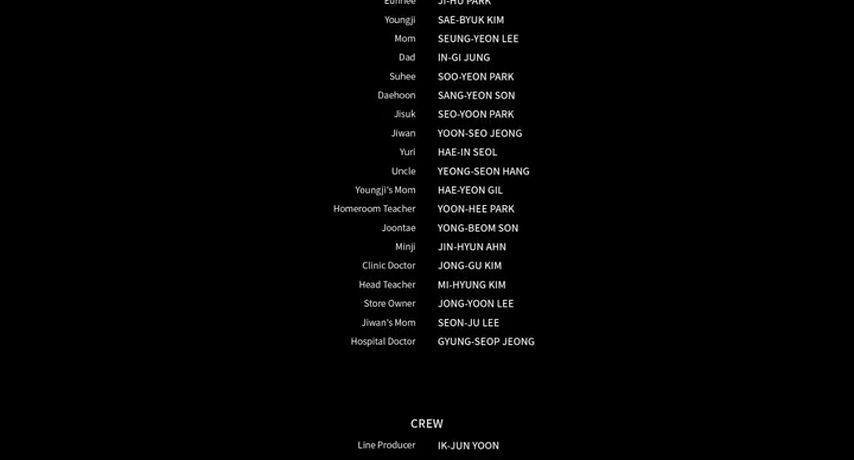 Eunhee JI-HU PARK
Youngji SAE-BYUK KIM
Mom SEUNG-YEON LEE
Dad IN-GI JUNG
Suhee SOO-YEON PARK
Daehoon SANG-YEON SON
Jisuk SEO-YOON PARK
Jiwan YOON-SEO JEONG
Yuri HAE-IN SEOL
Uncle YEONG-SEON HANG
Youngji's Mom HAE-YEON GIL
Homeroom Teacher YOON-HEE PARK
Joontae YONG-BEOM SON
Minji JIN-HYUN AHN
Clinic Doctor JONG-GU KIM
Head Teacher MI-HYUNG KIM
Store Owner JONG-YOON LEE
Jiwan's Mom SEON-JU LEE
Hospital Doctor GYUNG-SEOP JEONG
CREW
Line Producer IK-JUN YOON